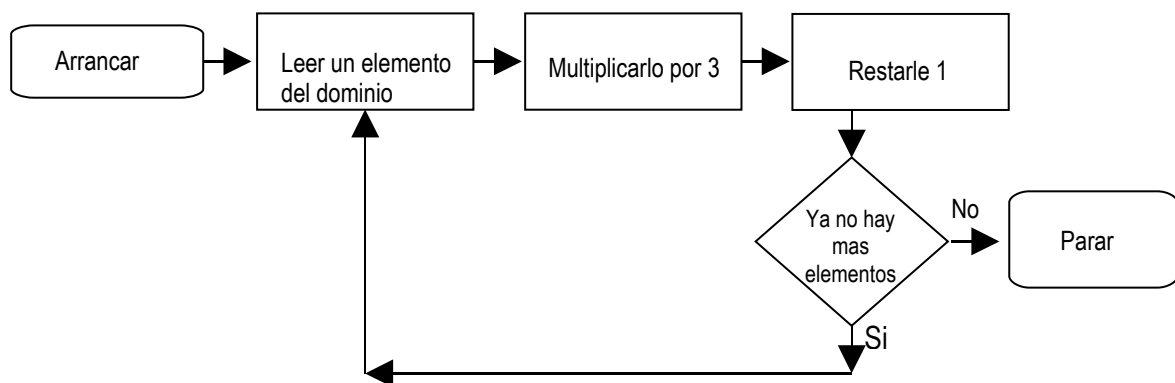 Arrancar
Leer un elemento
del dominio
Multiplicarlo por 3
Restarle 1
Ya no hay
mas
elementos
No
Parar
Si